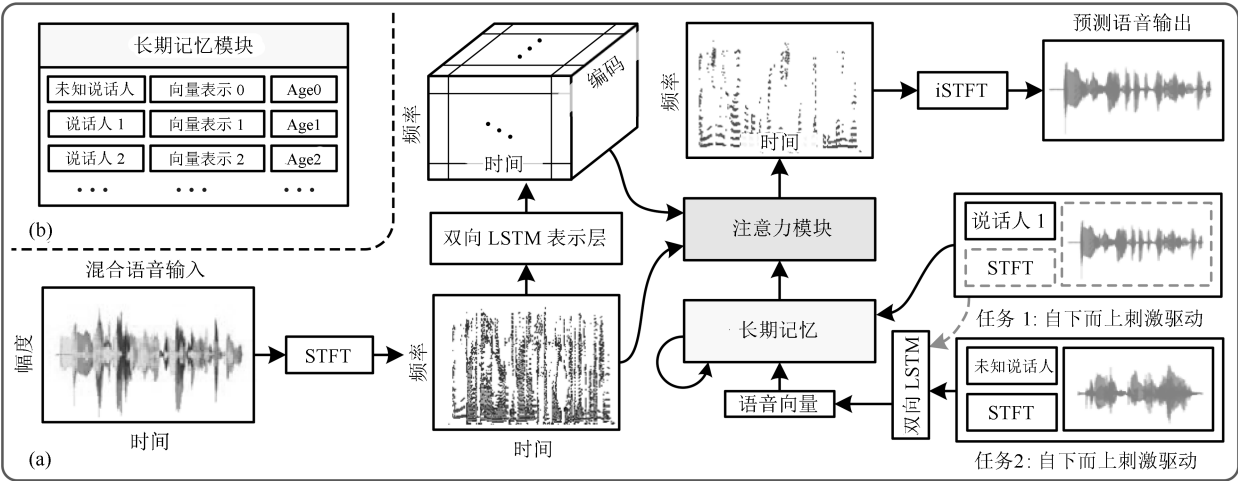 长期记忆模块
未知说话人 向量表示 0 Age0
说话人 1 向量表示 1 Age1
说话人 2 向量表示 2 Age2
··· ··· ···
(b)
混合语音输入
幅度
时间
(a)
STFT
频率
时间
双向 LSTM 表示层
频率
时间
编码
频率
时间
iSTFT
预测语音输出
注意力模块
长期记忆
语音向量
双向 LSTM
说话人 1
STFT
任务 1: 自下而上刺激驱动
未知说话人
STFT
任务2: 自下而上刺激驱动